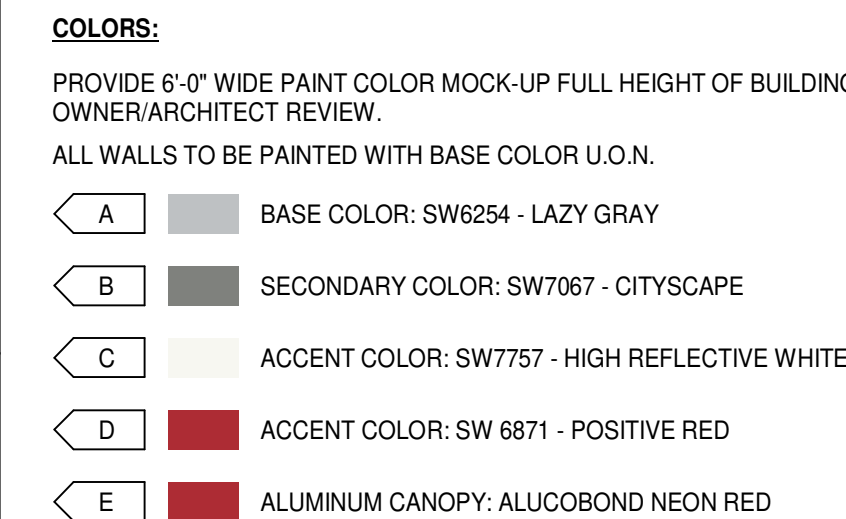 COLORS:
PROVIDE 6'-0" WIDE PAINT COLOR MOCK-UP FULL HEIGHT OF
OWNER/ARCHITECT REVIEW.
ALL WALLS TO BE PAINTED WITH BASE COLOR U.O.N.
A BASE COLOR: SW6254 - LAZY GRAY
B SECONDARY COLOR: SW7067 - CITYSCAPE
C ACCENT COLOR: SW7757 - HIGH REFLECTIVE WHITE
D ACCENT COLOR: SW 6871 - POSITIVE RED
E ALUMINUM CANOPY: ALUCOBOND NEON RED